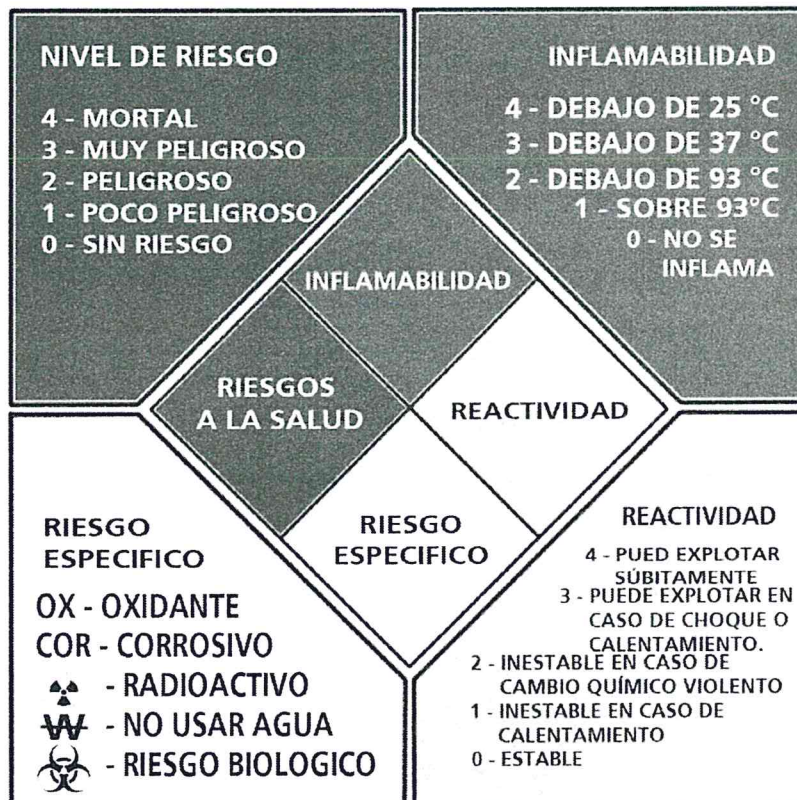 NIVEL DE RIESGO
4 - MORTAL
3 - MUY PELIGROSO
2 - PELIGROSO
1 - POCO PELIGROSO
0 - SIN RIESGO
INFLAMABILIDAD
4 - DEBAJO DE 25 °C
3 - DEBAJO DE 37 °C
2 - DEBAJO DE 93 °C
1 - SOBRE 93°C
0 - NO SE
INFLAMA
INFLAMABILIDAD
RIESGOS
A LA SALUD
REACTIVIDAD
RIESGO
ESPECIFICO
RIESGO
ESPECIFICO
OX - OXIDANTE
COR - CORROSIVO
- RADIOACTIVO
W - NO USAR AGUA
- RIESGO BIOLOGICO
REACTIVIDAD
4 - PUED EXPLOTAR
SÚBITAMENTE
3 - PUEDE EXPLOTAR EN
CASO DE CHOQUE O
CALENTAMIENTO.
2 - INESTABLE EN CASO DE
CAMBIO QUÍMICO VIOLENTO
1 - INESTABLE EN CASO DE
CALENTAMIENTO
0 - ESTABLE